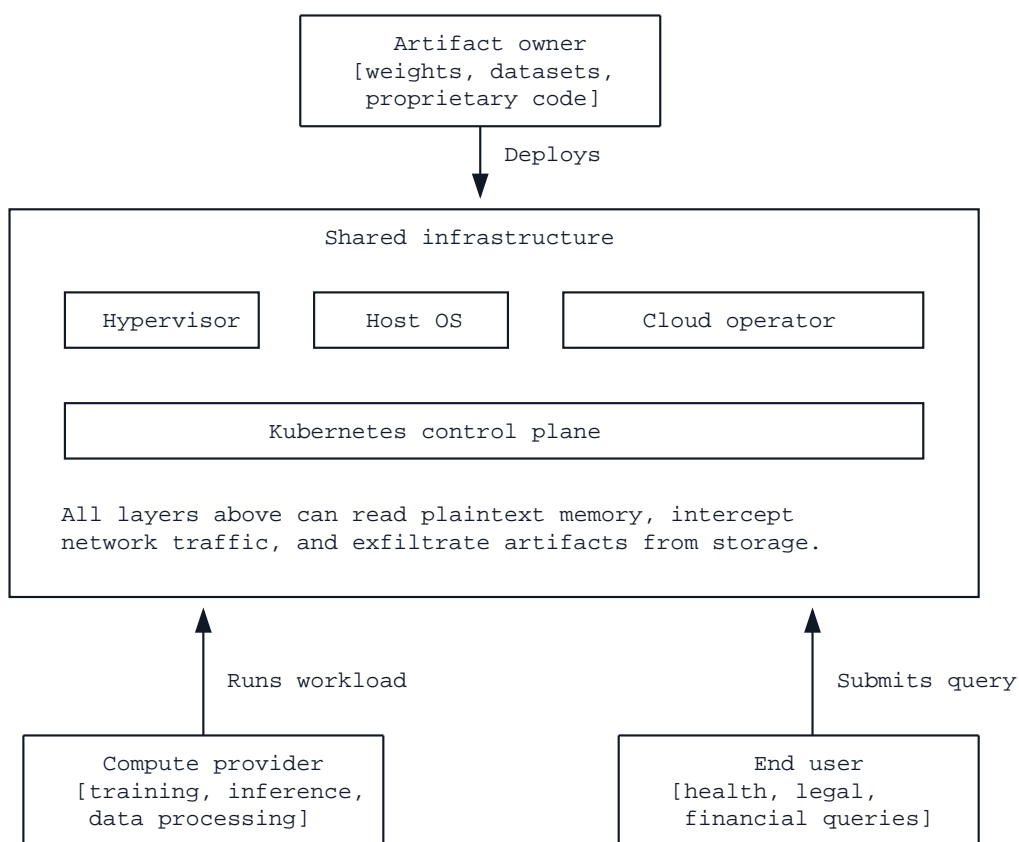 Artifact owner
[weights, datasets,
proprietary code]
Deploys
Shared infrastructure
Hypervisor
Host OS
Cloud operator
Kubernetes control plane
All layers above can read plaintext memory, intercept
network traffic, and exfiltrate artifacts from storage.
Runs workload
Submits query
Compute provider
[training, inference,
data processing]
End user
[health, legal,
financial queries]